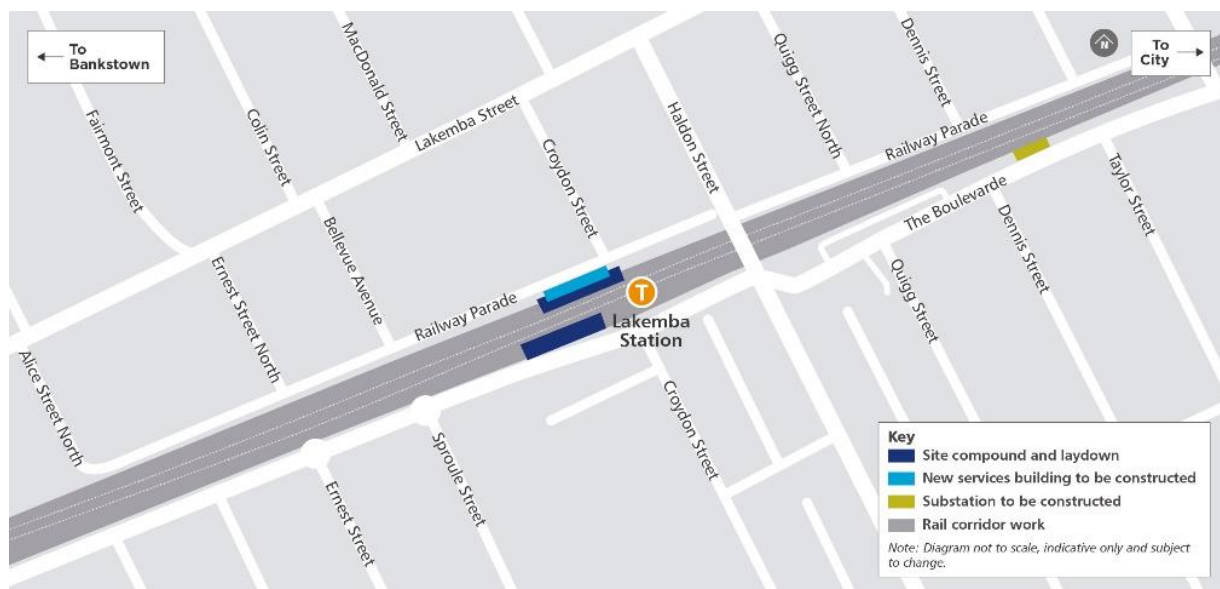 To
Bankstown
MacDonald Street
Quigg Street North
Dennis Street
N
To
City
Fairmont Street
Colin Street
Lakemba Street
Croydon Street
Haldon Street
Railway Parade
Taylor Street
The Boulevarde
Dennis Street
Bellevue Avenue
Ernest Street North
Quigg Street
Railway Parade
T
Lakemba
Station
Alice Street North
Croydon Street
Sproule Street
Ernest Street
Key
Site compound and laydown
New services building to be constructed
Substation to be constructed
Rail corridor work
Note: Diagram not to scale, indicative only and subject
to change.